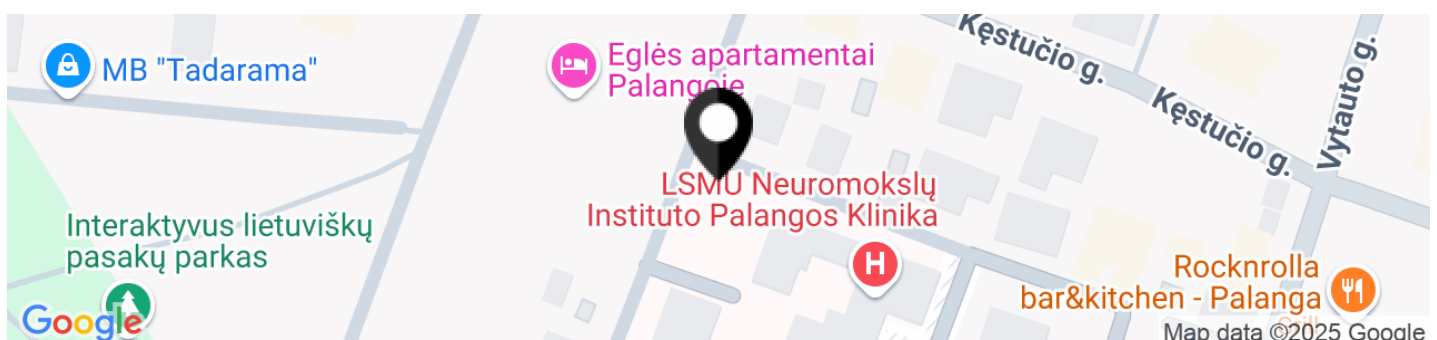 MB "Tadarama"
Eglės apartamentai
Palangoje
Kęstučio g.
Kęstučio g.
Vytauto g.
LSMU Neuromokslų
Instituto Palangos Klinika
H
Interaktyvus lietuviškų
pasakų parkas
Rocknrolla
bar&kitchen - Palanga
Grill
Google
Map data ©2025 Google